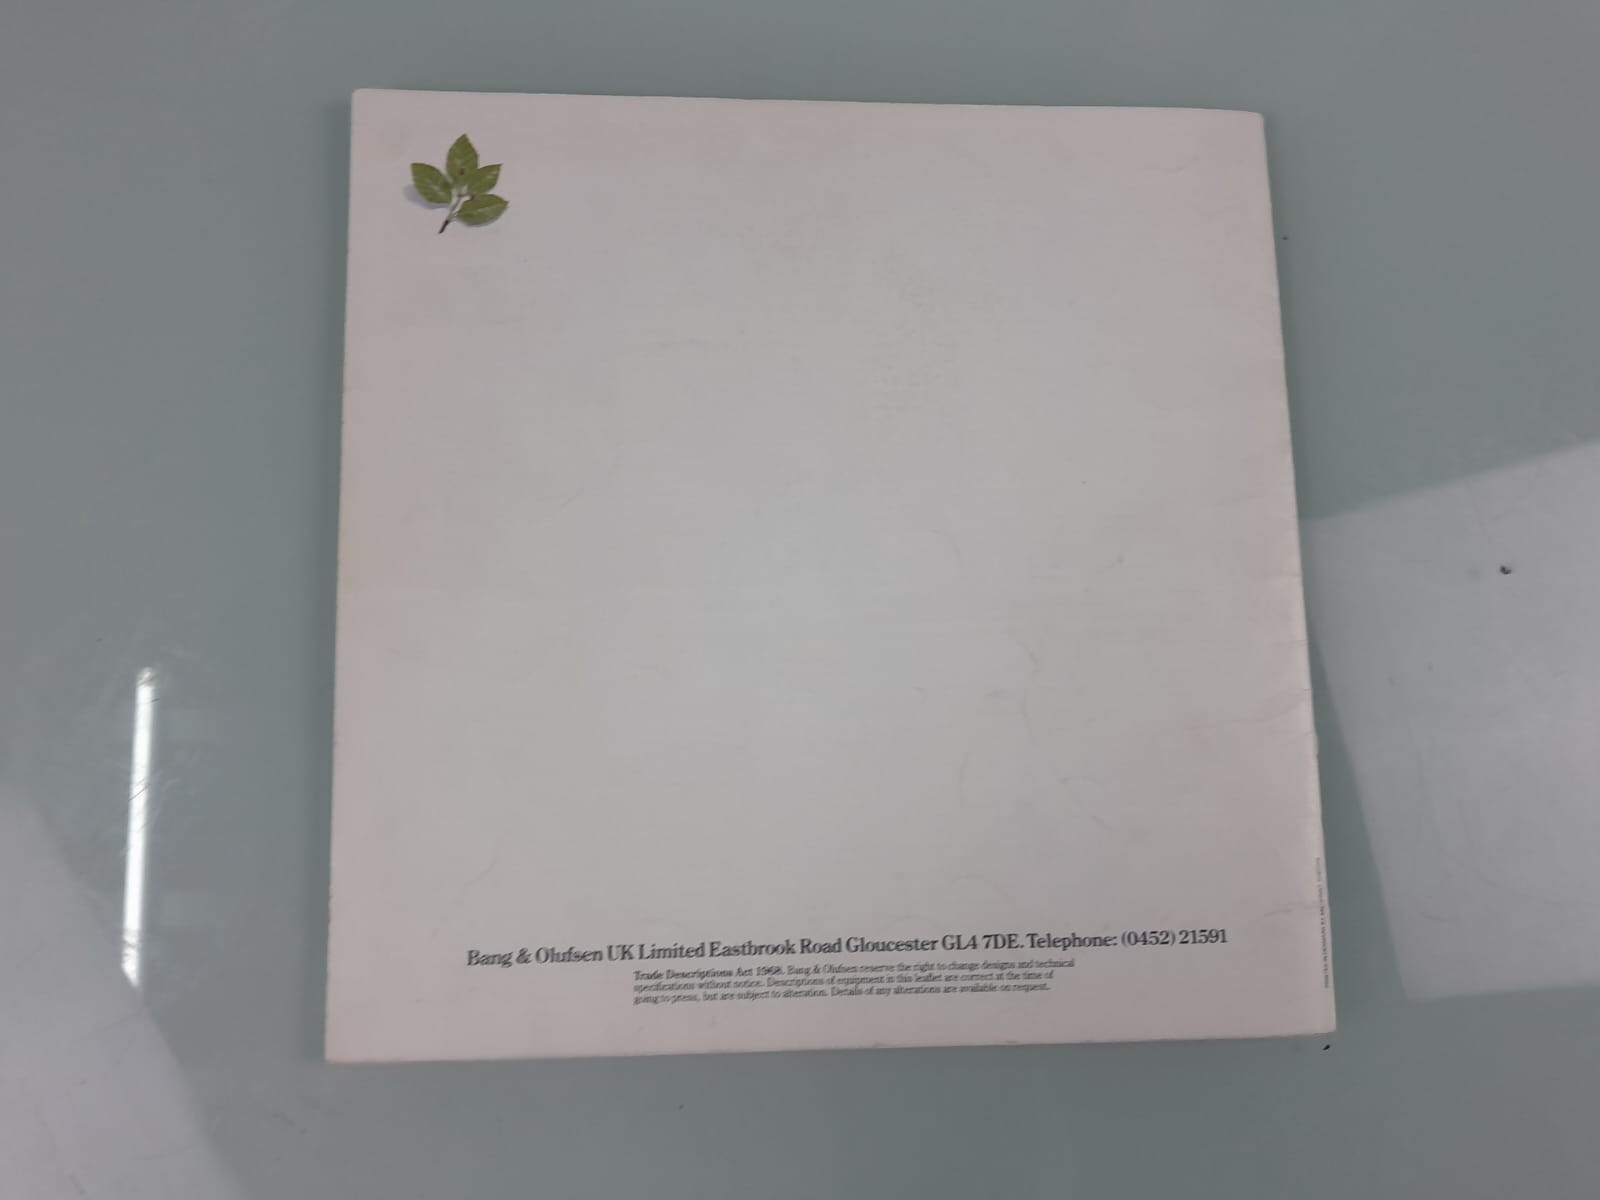 Bang & Olufsen UK Limited Eastbrook Road Gloucester GL4 7DE. Telephone: (0452) 21591
Trade Descriptions Act 1968. Bang & Olufsen reserve the right to change designs and technical
specifications without notice. Descriptions of equipment in this leaflet are correct at the time of
going to press, but are subject to alteration. Details of any alterations are available on request.